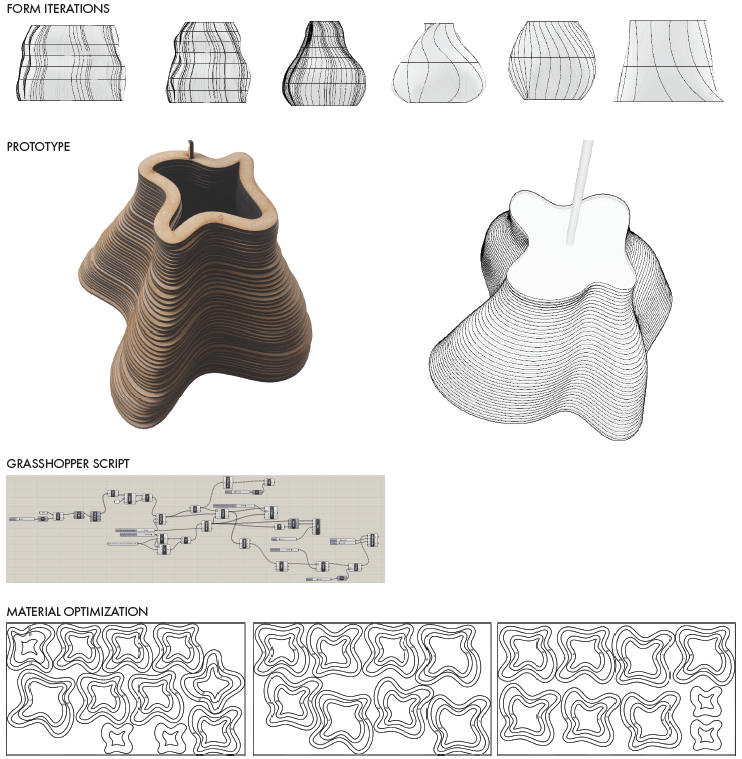 FORM ITERATIONS
PROTOTYPE
GRASSHOPPER SCRIPT
MATERIAL OPTIMIZATION